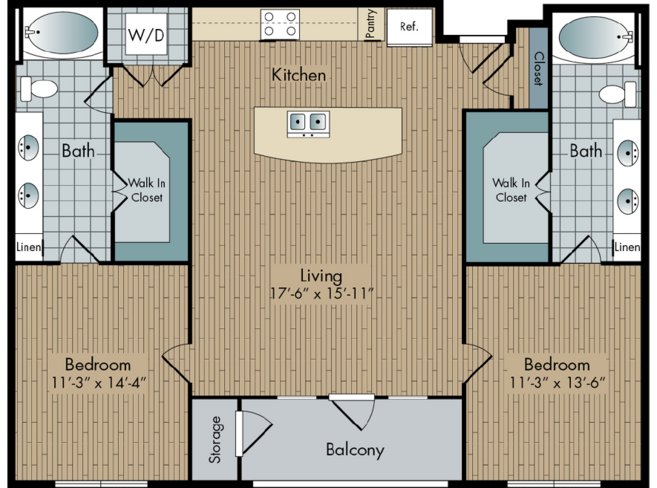 W/D
Pantry
Ref.
Kitchen
Closet
Bath
Bath
Walk In
Closet
Walk In
Closet
Linen
Linen
Living
17'-6" x 15'-11"
Bedroom
11'-3" x 14'-4"
Bedroom
11'-3" x 13'-6"
Storage
Balcony